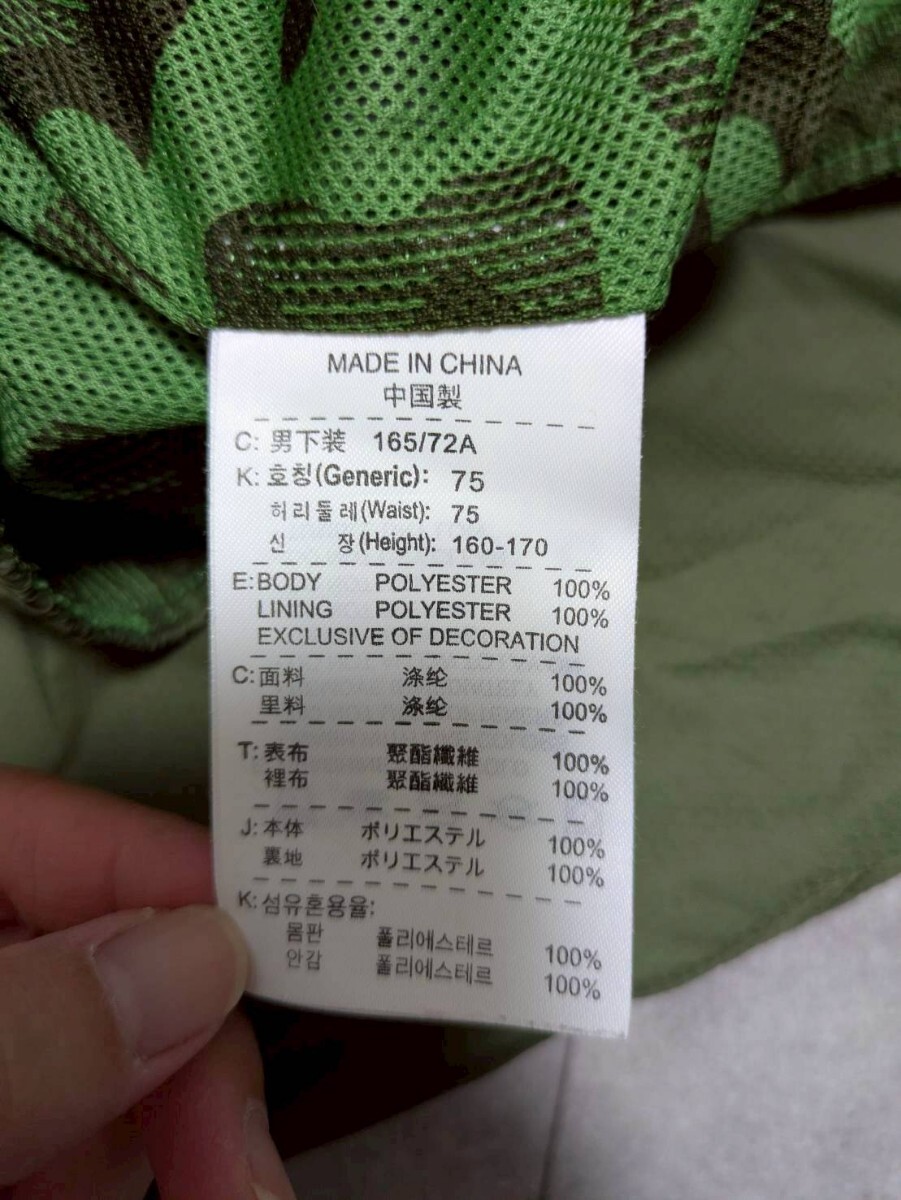 MADE IN CHINA
中国製
C: 男下装 165/72A
K: 호칭(Generic): 75
허리둘레(Waist): 75
신 장(Height): 160-170
E: BODY POLYESTER 100%
LINING POLYESTER 100%
EXCLUSIVE OF DECORATION
C: 面料 涤纶 100%
里料 涤纶 100%
T: 表布 聚酯纖維 100%
裡布 聚酯纖維 100%
J: 本体 ポリエステル 100%
裏地 ポリエステル 100%
K: 섬유혼용율:
몸판 폴리에스테르 100%
안감 폴리에스테르 100%